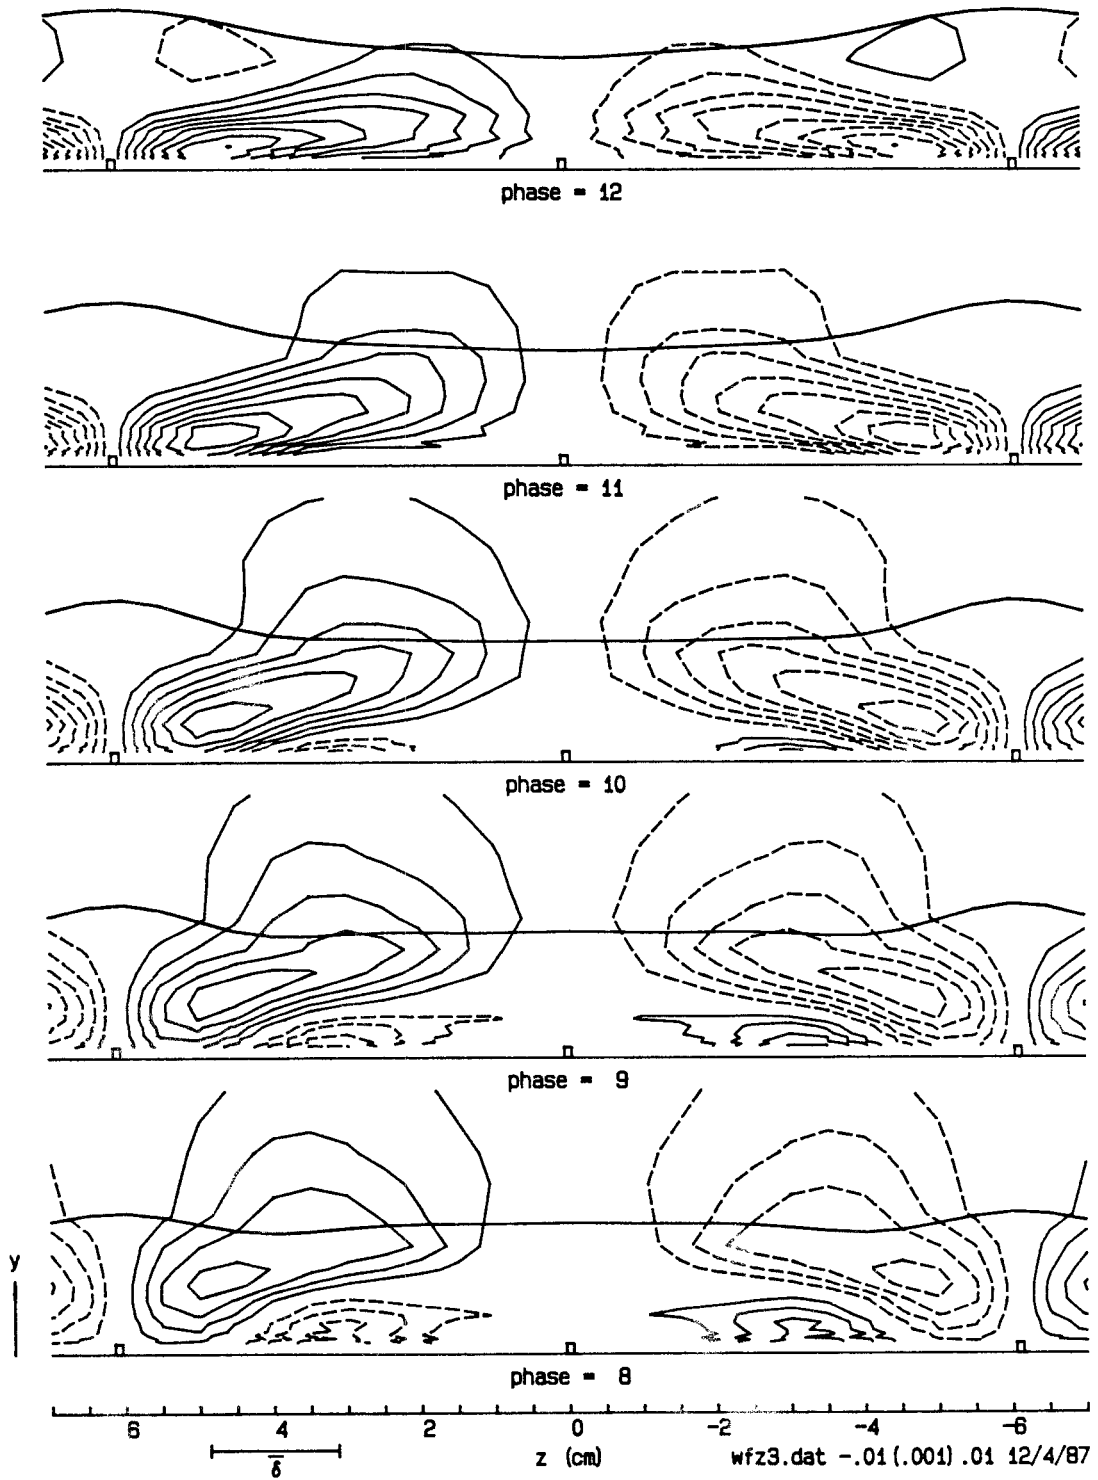 phase = 12
phase = 11
phase = 10
phase = 9
phase = 8
y
6 4 2 0 -2 -4 -6
δ̅
z (cm)
wfz3.dat -.01(.001).01 12/4/87